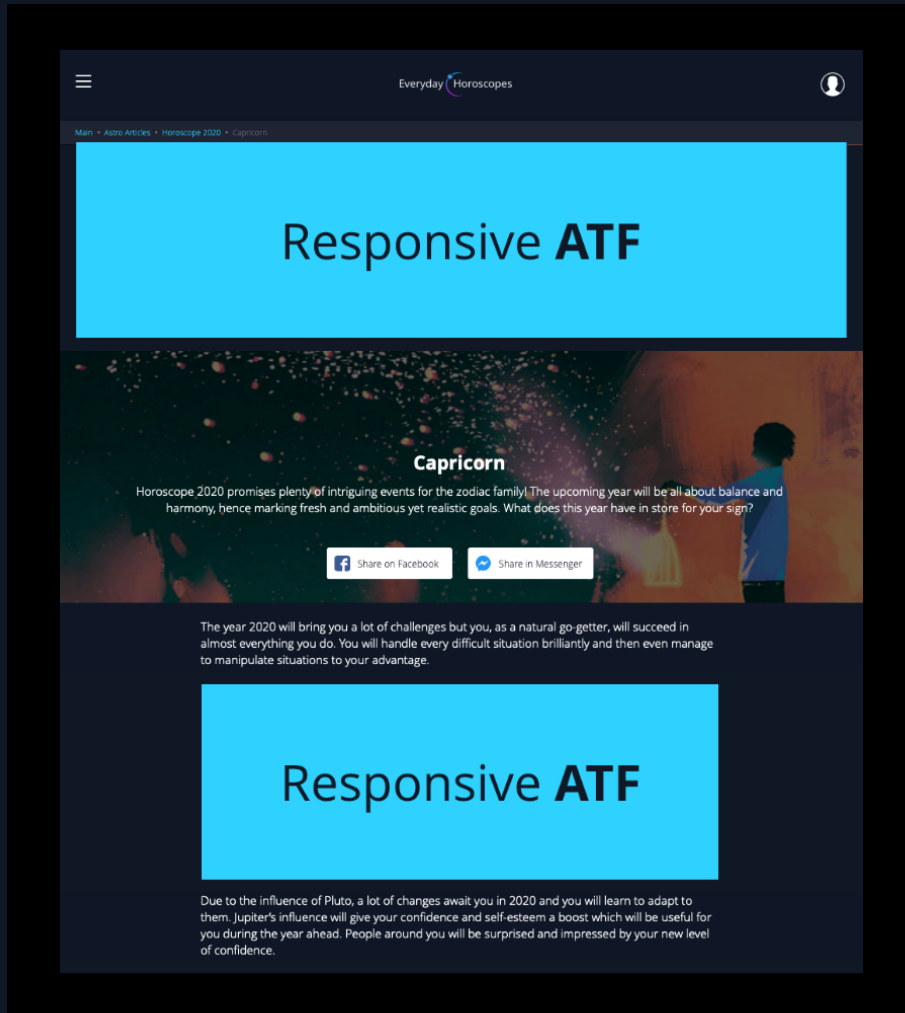 Everyday Horoscopes
Main • Astro Articles • Horoscope 2020 • Capricorn
Responsive ATF
Capricorn
Horoscope 2020 promises plenty of intriguing events for the zodiac family! The upcoming year will be all about balance and
harmony, hence marking fresh and ambitious yet realistic goals. What does this year have in store for your sign?
Share on Facebook
Share in Messenger
The year 2020 will bring you a lot of challenges but you, as a natural go-getter, will succeed in
almost everything you do. You will handle every difficult situation brilliantly and then even manage
to manipulate situations to your advantage.
Responsive ATF
Due to the influence of Pluto, a lot of changes await you in 2020 and you will learn to adapt to
them. Jupiter's influence will give your confidence and self-esteem a boost which will be useful for
you during the year ahead. People around you will be surprised and impressed by your new level
of confidence.